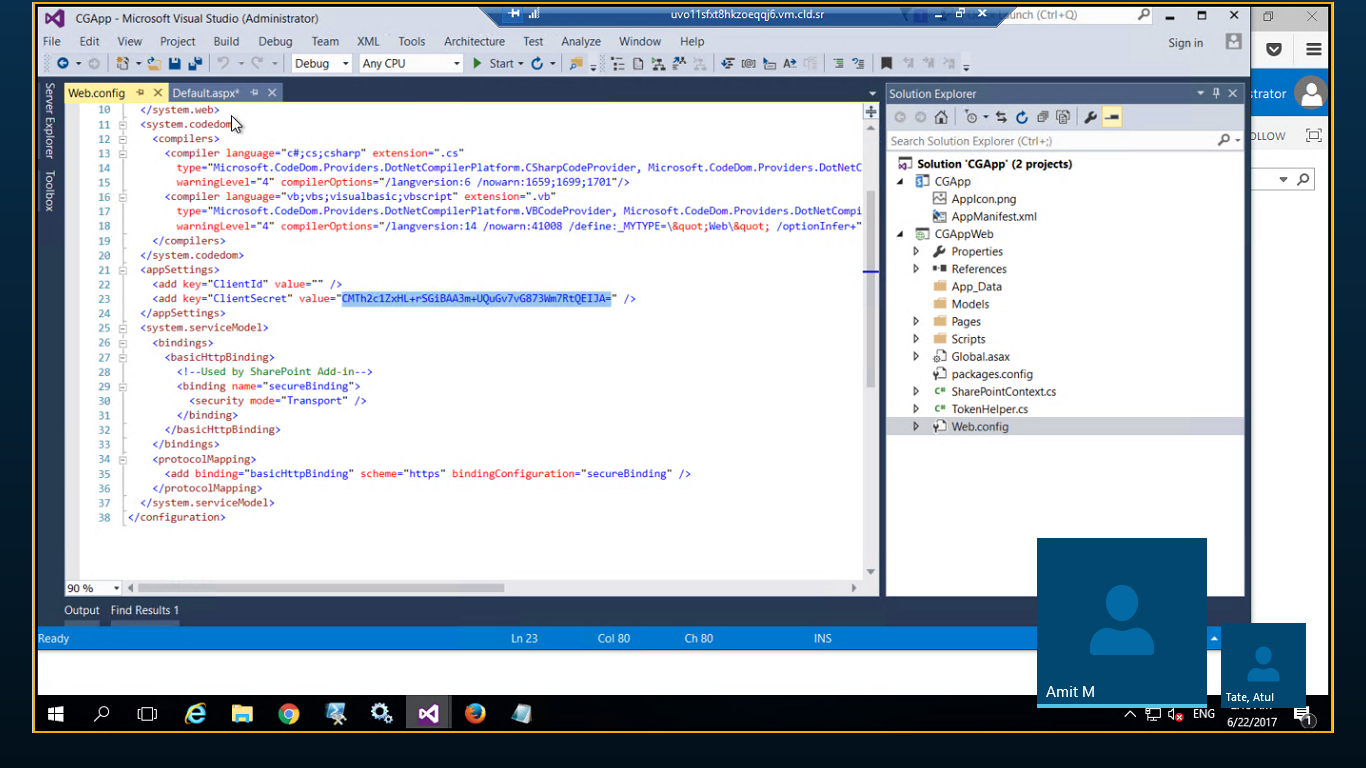 CGApp - Microsoft Visual Studio (Administrator)
uvo11sfxt8hkzoeqqj6.vm.cld.sr
Launch (Ctrl+Q)
File Edit View Project Build Debug Team XML Tools Architecture Test Analyze Window Help
Sign in
Debug Any CPU Start
Web.config Default.aspx*
Solution Explorer
Server Explorer
Toolbox
10 </system.web>
11 <system.codedom
12 <compilers>
13 <compiler language="c#;cs;csharp" extension=".cs"
14 type="Microsoft.CodeDom.Providers.DotNetCompilerPlatform.CSharpCodeProvider, Microsoft.CodeDom.Providers.DotNetC
15 warningLevel="4" compilerOptions="/langversion:6 /nowarn:1659;1699;1701"/>
16 <compiler language="vb;vbs;visualbasic;vbscript" extension=".vb"
17 type="Microsoft.CodeDom.Providers.DotNetCompilerPlatform.VBCodeProvider, Microsoft.CodeDom.Providers.DotNetCompi
18 warningLevel="4" compilerOptions="/langversion:14 /nowarn:41008 /define:_MYTYPE=\&quot;Web\&quot; /optionInfer+"
19 </compilers>
20 </system.codedom>
21 <appSettings>
22 <add key="ClientId" value="" />
23 <add key="ClientSecret" value="CMTh2c1ZxHL+rSGiBAA3m+UQuGv7vG873Wm7RtQEIJA=" />
24 </appSettings>
25 <system.serviceModel>
26 <bindings>
27 <basicHttpBinding>
28 <!--Used by SharePoint Add-in-->
29 <binding name="secureBinding">
30 <security mode="Transport" />
31 </binding>
32 </basicHttpBinding>
33 </bindings>
34 <protocolMapping>
35 <add binding="basicHttpBinding" scheme="https" bindingConfiguration="secureBinding" />
36 </protocolMapping>
37 </system.serviceModel>
38 </configuration>
Search Solution Explorer (Ctrl+;)
Solution 'CGApp' (2 projects)
CGApp
AppIcon.png
AppManifest.xml
CGAppWeb
Properties
References
App_Data
Models
Pages
Scripts
Global.asax
packages.config
SharePointContext.cs
TokenHelper.cs
Web.config
strator
OLLOW
90 %
Output Find Results 1
Ready Ln 23 Col 80 Ch 80 INS
Amit M
Tate, Atul
ENG
6/22/2017
1